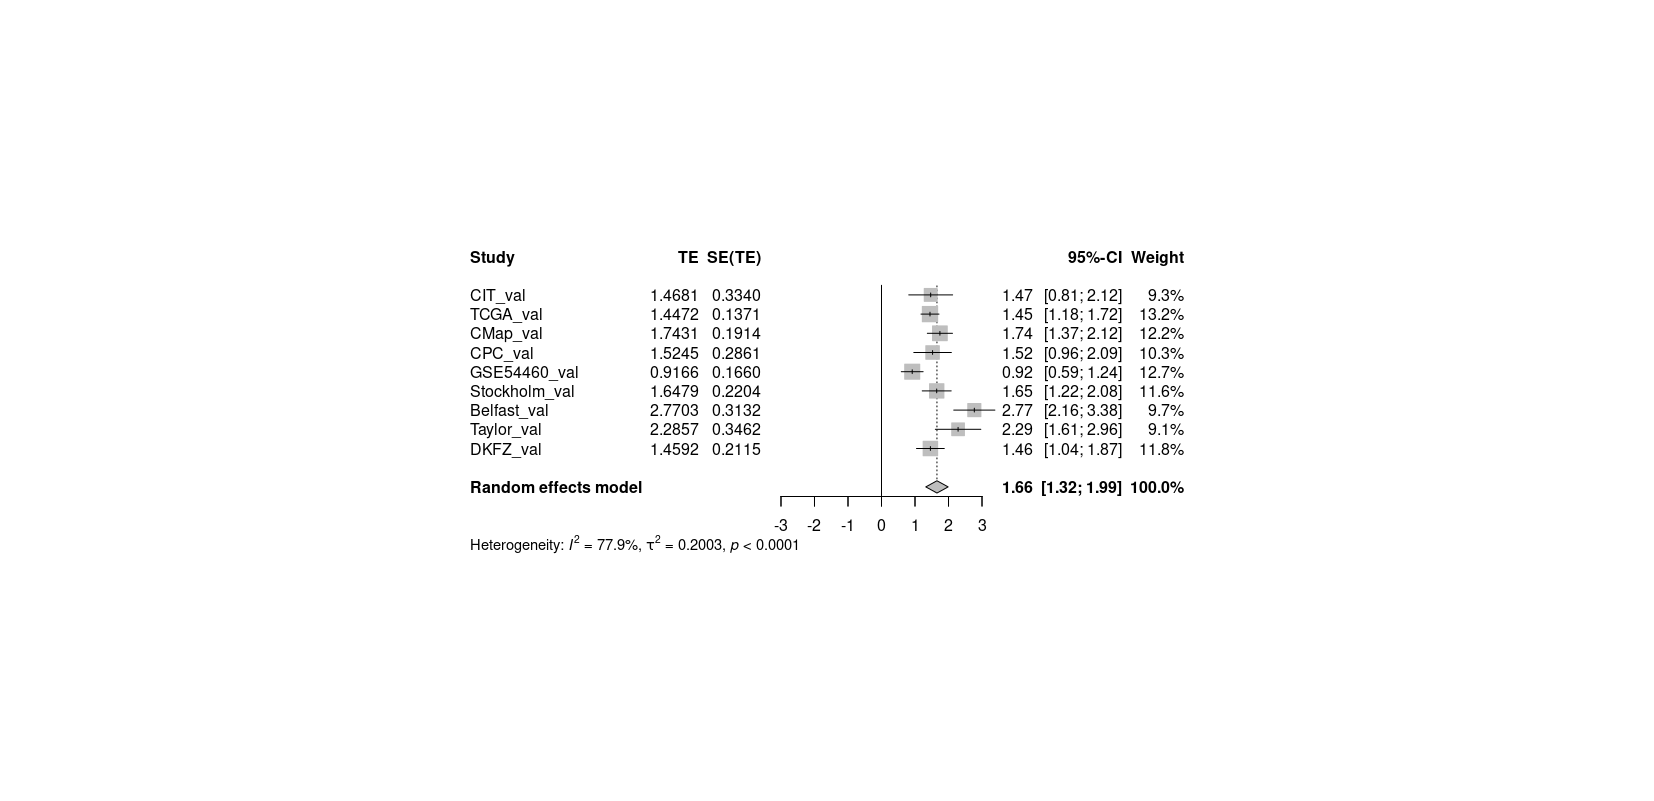 Study TE SE(TE) 95%-CI Weight
CIT_val 1.4681 0.3340 1.47 [0.81; 2.12] 9.3%
TCGA_val 1.4472 0.1371 1.45 [1.18; 1.72] 13.2%
CMap_val 1.7431 0.1914 1.74 [1.37; 2.12] 12.2%
CPC_val 1.5245 0.2861 1.52 [0.96; 2.09] 10.3%
GSE54460_val 0.9166 0.1660 0.92 [0.59; 1.24] 12.7%
Stockholm_val 1.6479 0.2204 1.65 [1.22; 2.08] 11.6%
Belfast_val 2.7703 0.3132 2.77 [2.16; 3.38] 9.7%
Taylor_val 2.2857 0.3462 2.29 [1.61; 2.96] 9.1%
DKFZ_val 1.4592 0.2115 1.46 [1.04; 1.87] 11.8%
Random effects model 1.66 [1.32; 1.99] 100.0%
-3 -2 -1 0 1 2 3
Heterogeneity: I² = 77.9%, τ² = 0.2003, p < 0.0001